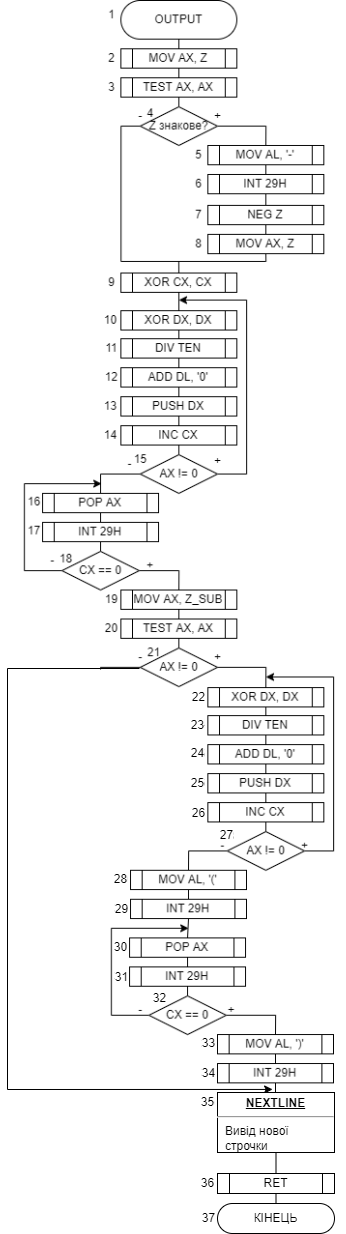 1 OUTPUT
2 MOV AX, Z
3 TEST AX, AX
- 4 +
Z знакове?
5 MOV AL, '-'
6 INT 29H
7 NEG Z
8 MOV AX, Z
9 XOR CX, CX
10 XOR DX, DX
11 DIV TEN
12 ADD DL, '0'
13 PUSH DX
14 INC CX
- 15 +
AX != 0
16 POP AX
17 INT 29H
- 18 +
CX == 0
19 MOV AX, Z_SUB
20 TEST AX, AX
- 21 +
AX != 0
22 XOR DX, DX
23 DIV TEN
24 ADD DL, '0'
25 PUSH DX
26 INC CX
- 27 +
AX != 0
28 MOV AL, '('
29 INT 29H
30 POP AX
31 INT 29H
- 32 +
CX == 0
33 MOV AL, ')'
34 INT 29H
35 NEXTLINE
Вивід нової
строчки
36 RET
37 КІНЕЦЬ